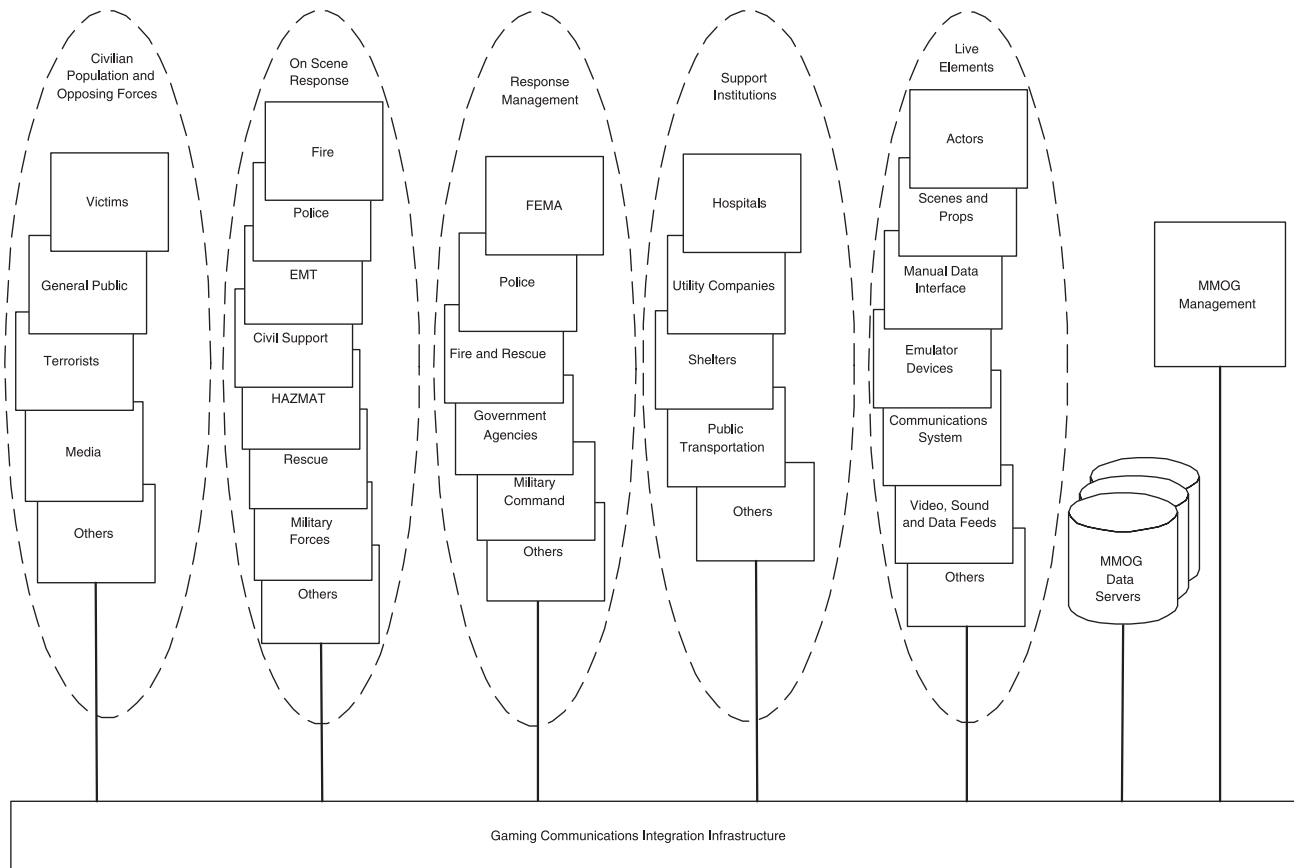 Civilian
Population and
Opposing Forces
Victims
General Public
Terrorists
Media
Others
On Scene
Response
Fire
Police
EMT
Civil Support
HAZMAT
Rescue
Military
Forces
Others
Response
Management
FEMA
Police
Fire and Rescue
Government
Agencies
Military
Command
Others
Support
Institutions
Hospitals
Utility Companies
Shelters
Public
Transportation
Others
Live
Elements
Actors
Scenes and
Props
Manual Data
Interface
Emulator
Devices
Communications
System
Video, Sound
and Data Feeds
Others
MMOG
Data
Servers
MMOG
Management
Gaming Communications Integration Infrastructure